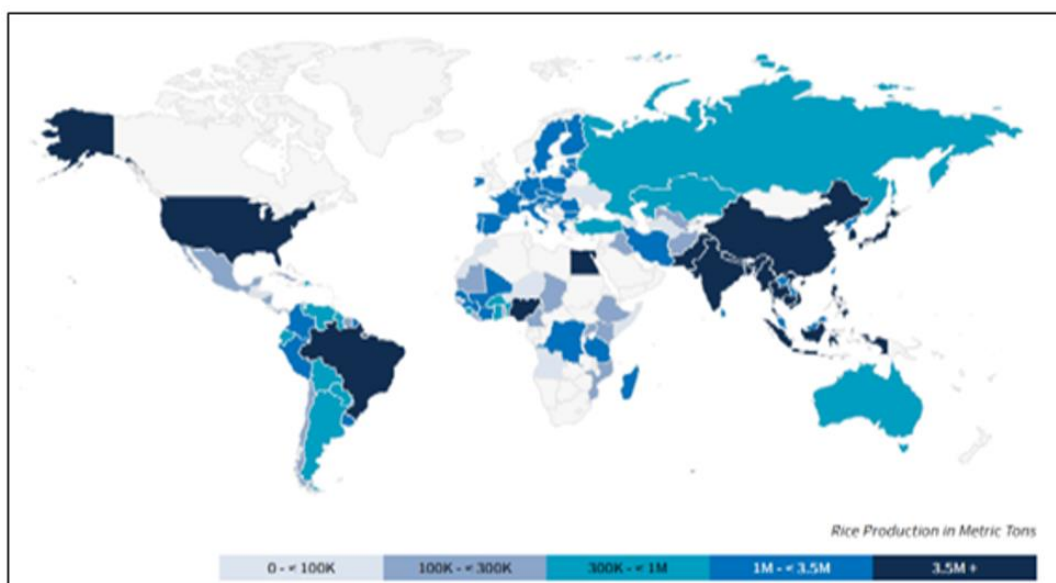 Rice Production in Metric Tons
0 - < 100K
100K - < 300K
300K - < 1M
1M - < 3.5M
3.5M +